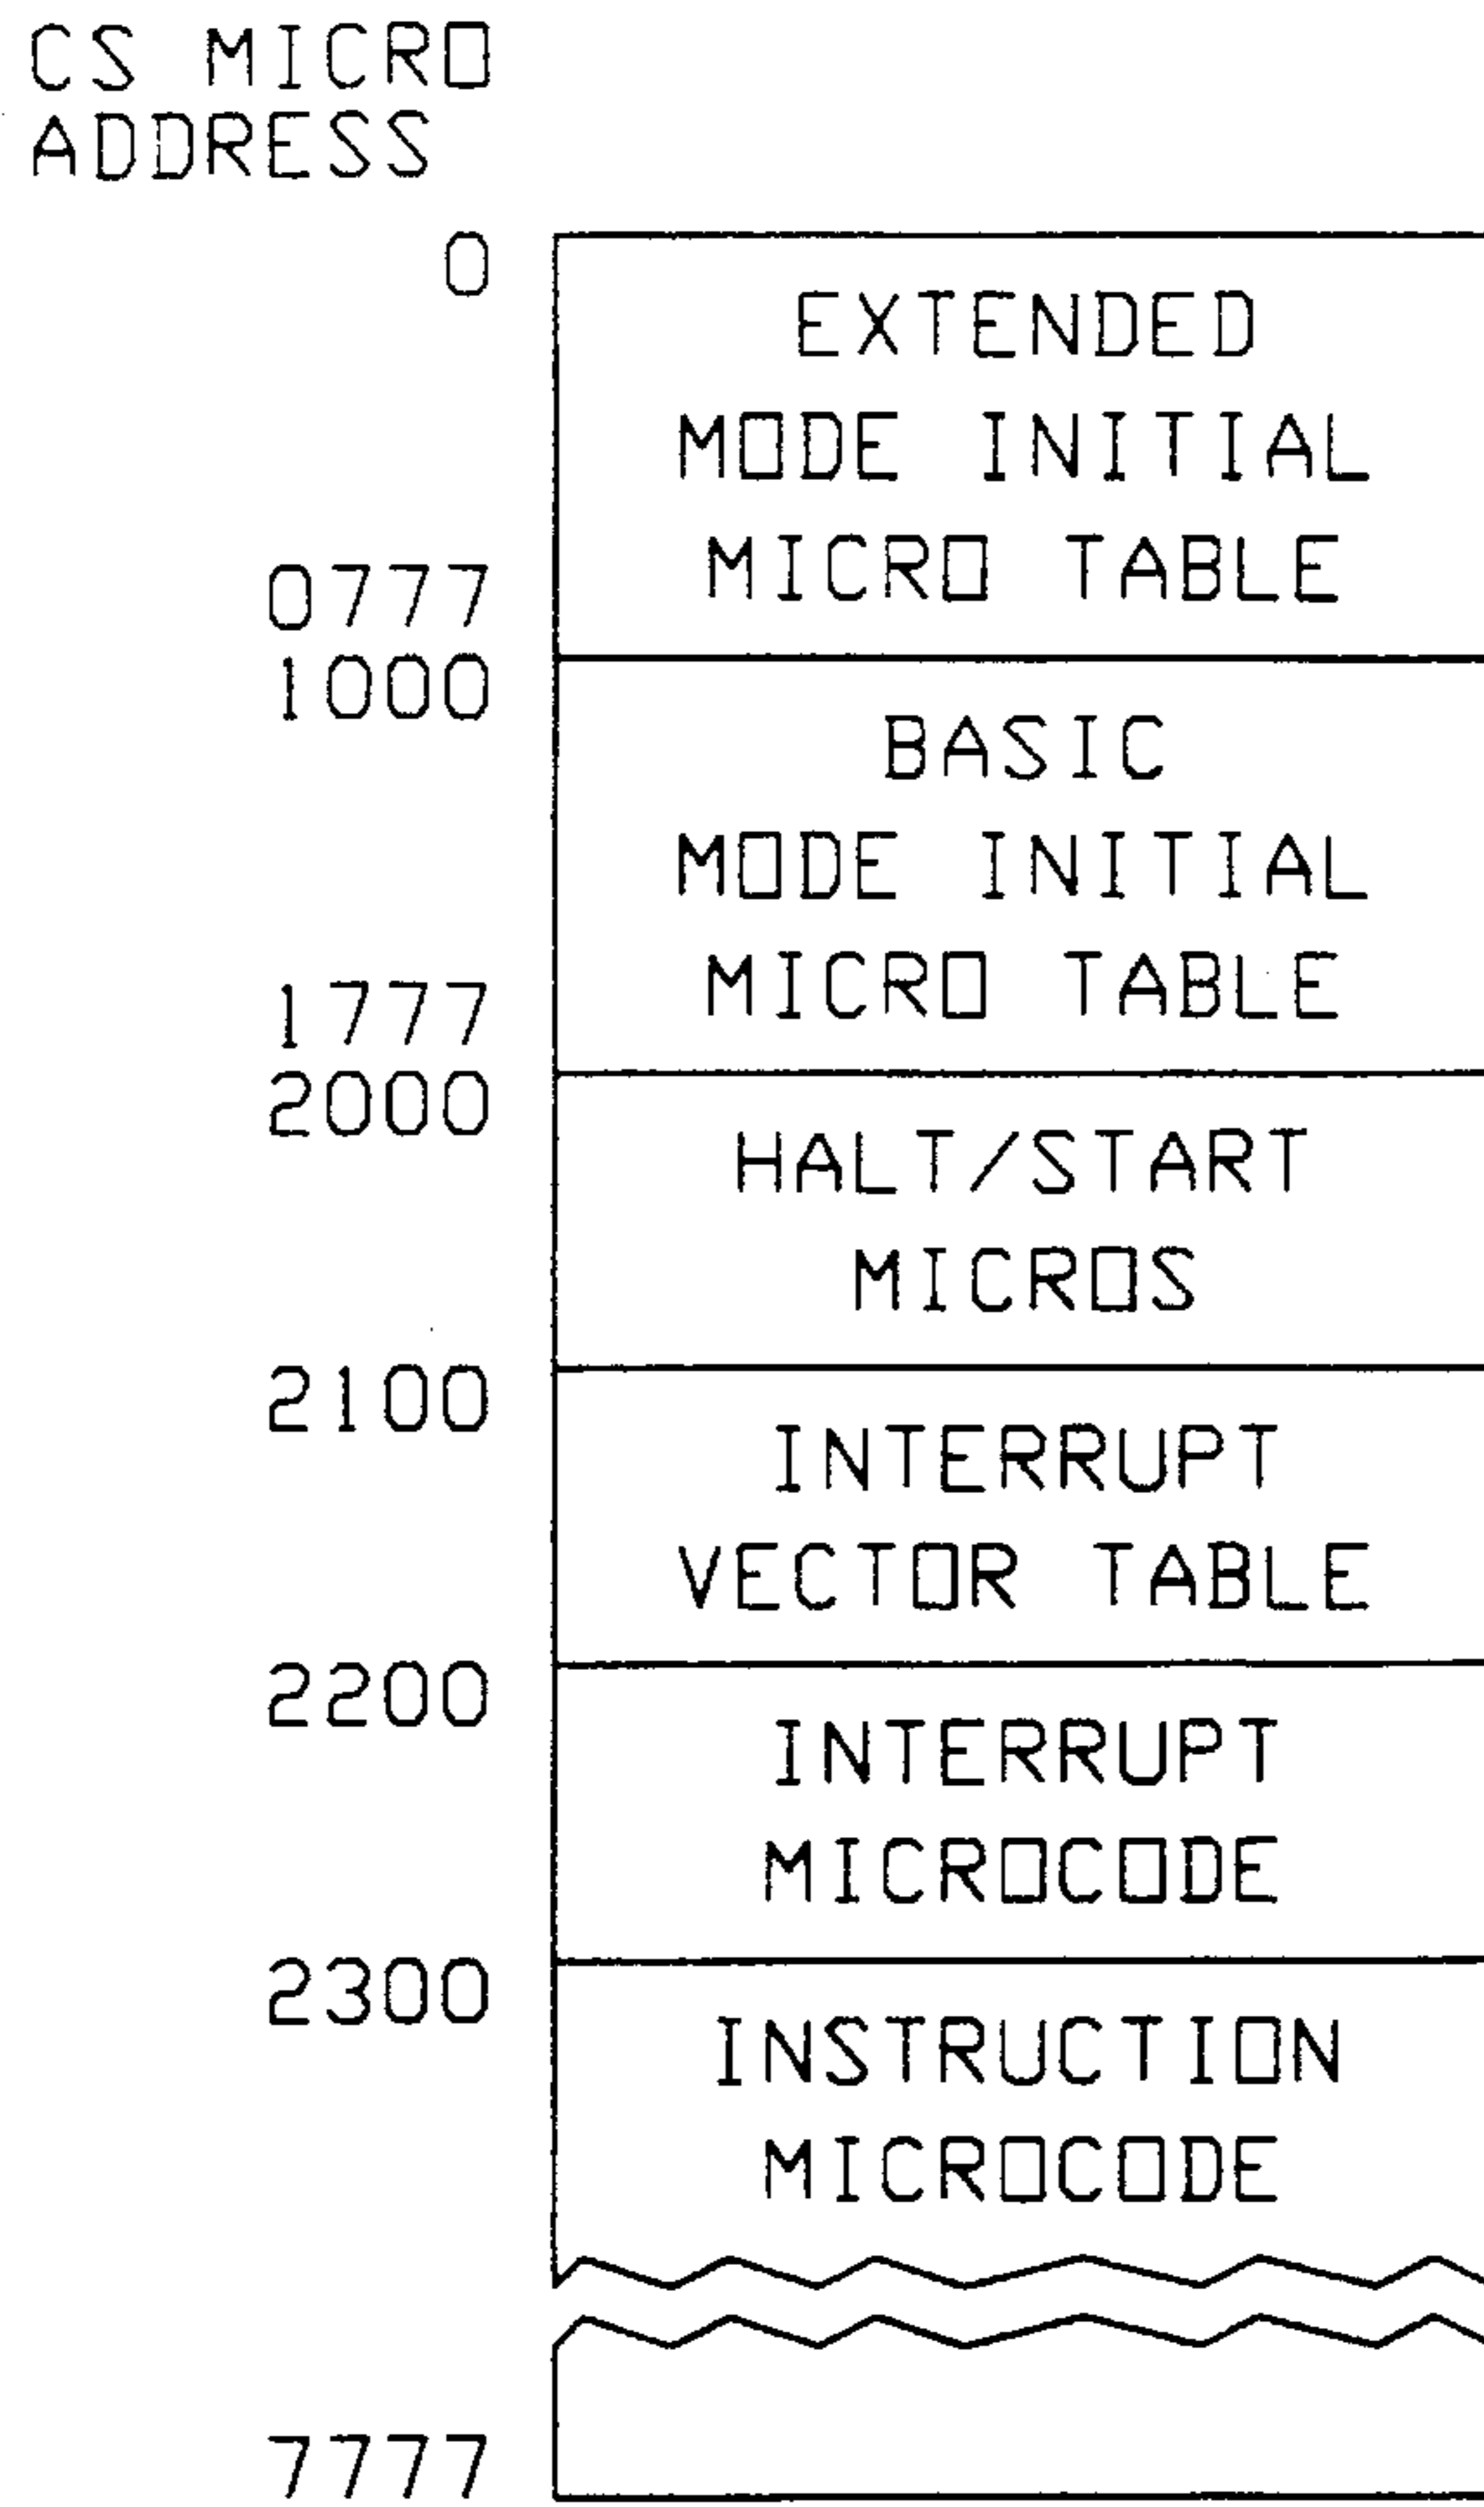 CS MICRO
ADDRESS
0
EXTENDED
MODE INITIAL
MICRO TABLE
0777
1000
BASIC
MODE INITIAL
MICRO TABLE
1777
2000
HALT/START
MICROS
2100
INTERRUPT
VECTOR TABLE
2200
INTERRUPT
MICROCODE
2300
INSTRUCTION
MICROCODE
7777